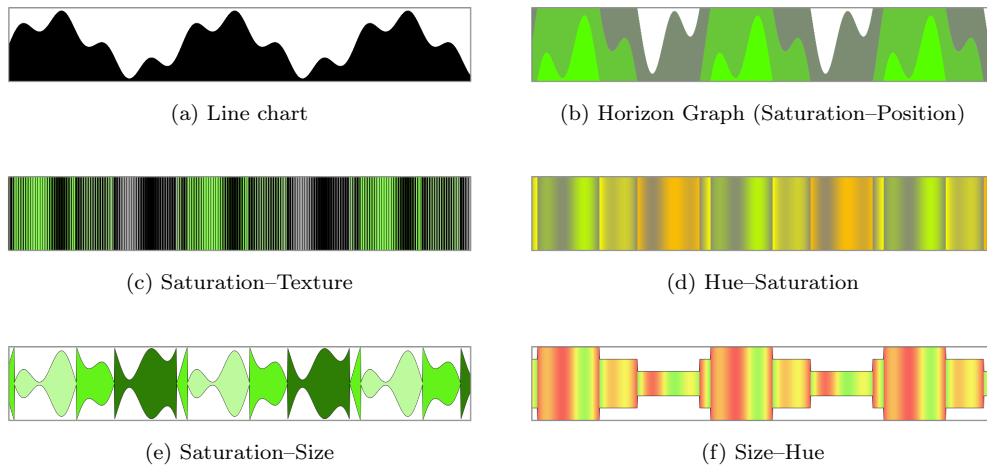 (a) Line chart
(b) Horizon Graph (Saturation–Position)
(c) Saturation–Texture
(d) Hue–Saturation
(e) Saturation–Size
(f) Size–Hue